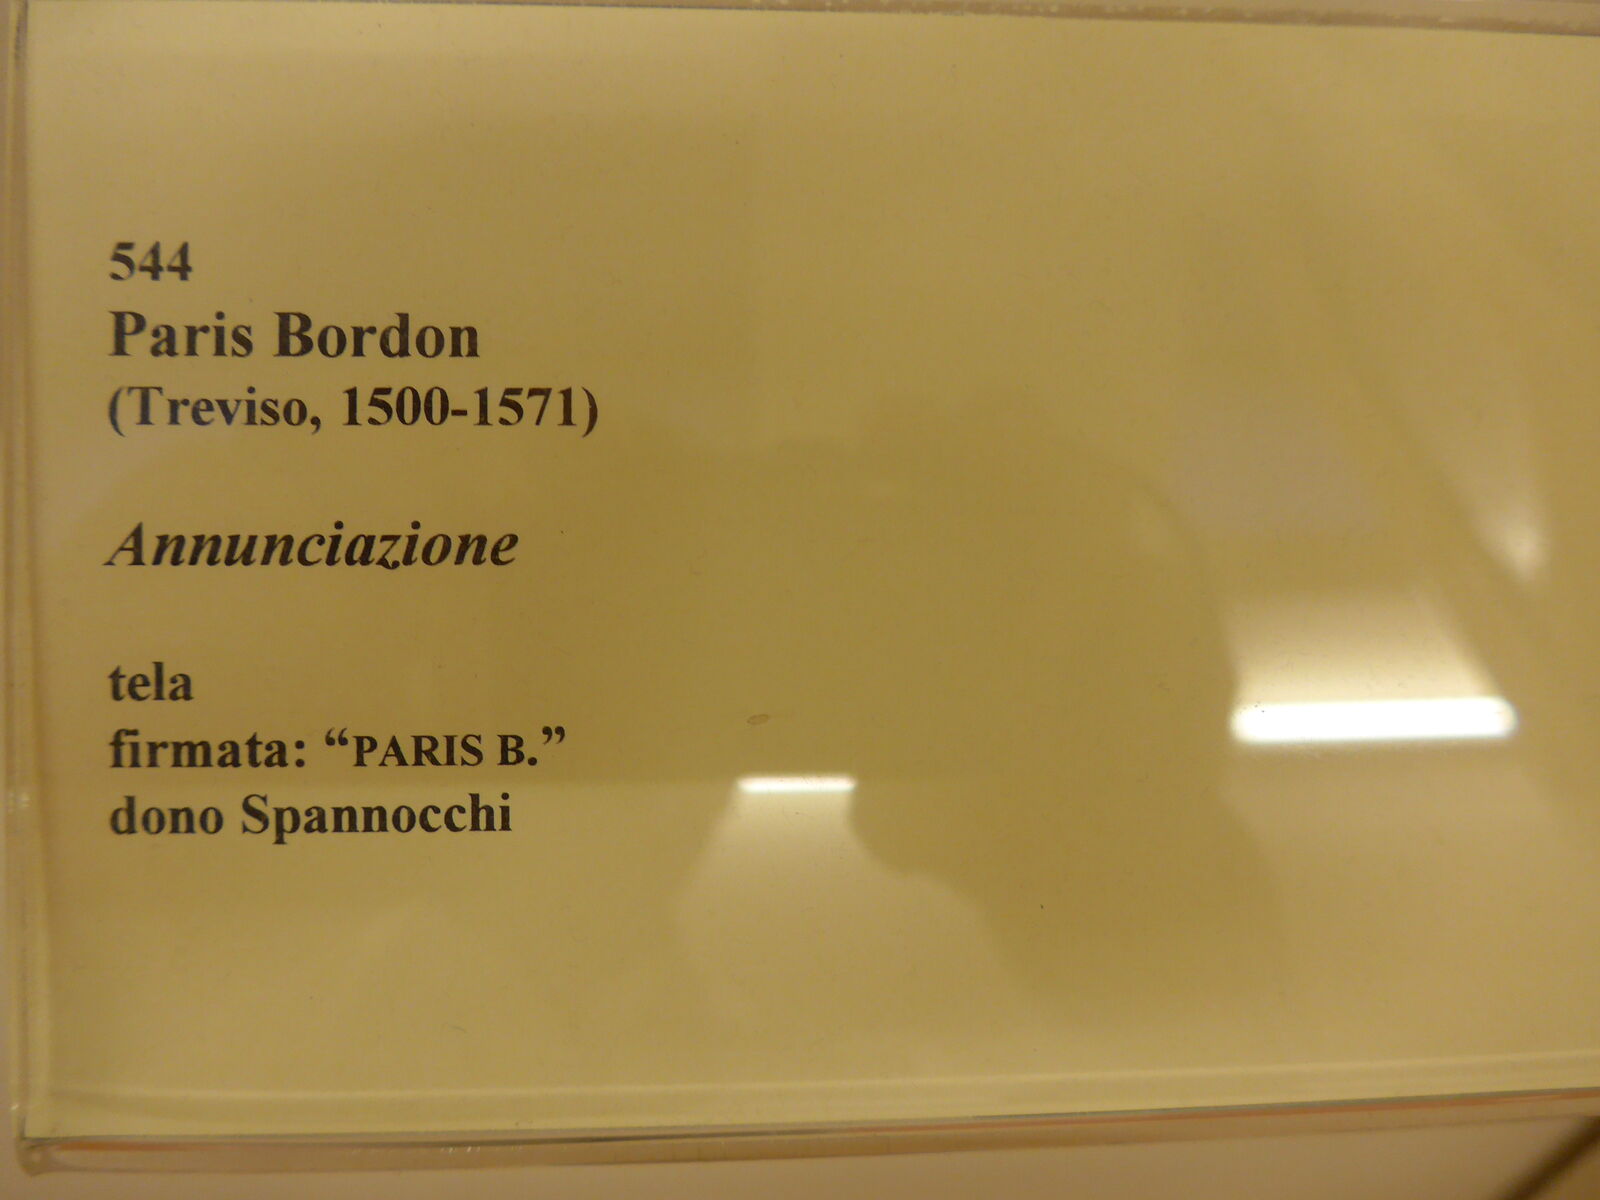 544
Paris Bordon
(Treviso, 1500-1571)
Annunciazione
tela
firmata: “PARIS B.”
dono Spannocchi